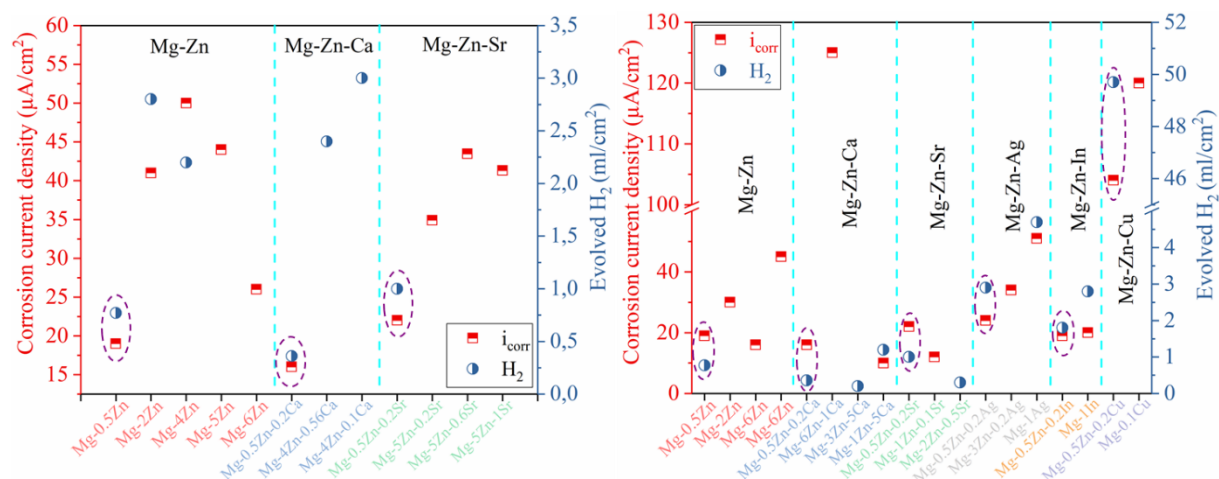 Corrosion current density (μA/cm²)
60
55
50
45
40
35
30
25
20
15
Mg-Zn
Mg-Zn-Ca
Mg-Zn-Sr
i corr
H₂
3,5
3,0
2,5
2,0
1,5
1,0
0,5
0,0
Evolved H₂ (ml/cm²)
Mg-0.5Zn
Mg-2Zn
Mg-4Zn
Mg-5Zn
Mg-6Zn
Mg-0.5Zn-0.2Ca
Mg-4Zn-0.56Ca
Mg-4Zn-0.1Ca
Mg-0.5Zn-0.2Sr
Mg-5Zn-0.2Sr
Mg-5Zn-0.6Sr
Mg-5Zn-1Sr
Corrosion current density (μA/cm²)
130
120
110
100
40
20
0
i corr
H₂
Mg-Zn
Mg-Zn-Ca
Mg-Zn-Sr
Mg-Zn-Ag
Mg-Zn-In
Mg-Zn-Cu
52
50
48
46
4
3
2
1
0
Evolved H₂ (ml/cm²)
Mg-0.5Zn
Mg-2Zn
Mg-6Zn
Mg-6Zn
Mg-0.5Zn-0.2Ca
Mg-6Zn-1Ca
Mg-3Zn-5Ca
Mg-1Zn-5Ca
Mg-0.5Zn-0.2Sr
Mg-1Zn-1Sr
Mg-2Zn-0.5Sr
Mg-0.5Zn-0.2Ag
Mg-3Zn-0.2Ag
Mg-1Ag
Mg-0.5Zn-0.2In
Mg-1In
Mg-0.5Zn-0.2Cu
Mg-0.1Cu